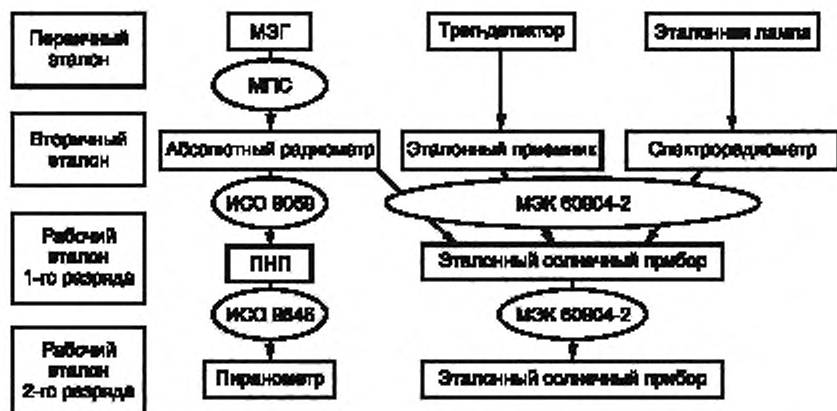 Первичный
эталон
МЭГ
Трап-детектор
Эталонная лампа
МПС
Вторичный
эталон
Абсолютный радиометр
Эталонный приемник
Спектрорадиометр
ИСО 9059
МЭК 60904-2
Рабочий
эталон
1-го разряда
ПНП
Эталонный солнечный прибор
ИСО 9846
МЭК 60904-2
Рабочий
эталон
2-го разряда
Пиранометр
Эталонный солнечный прибор